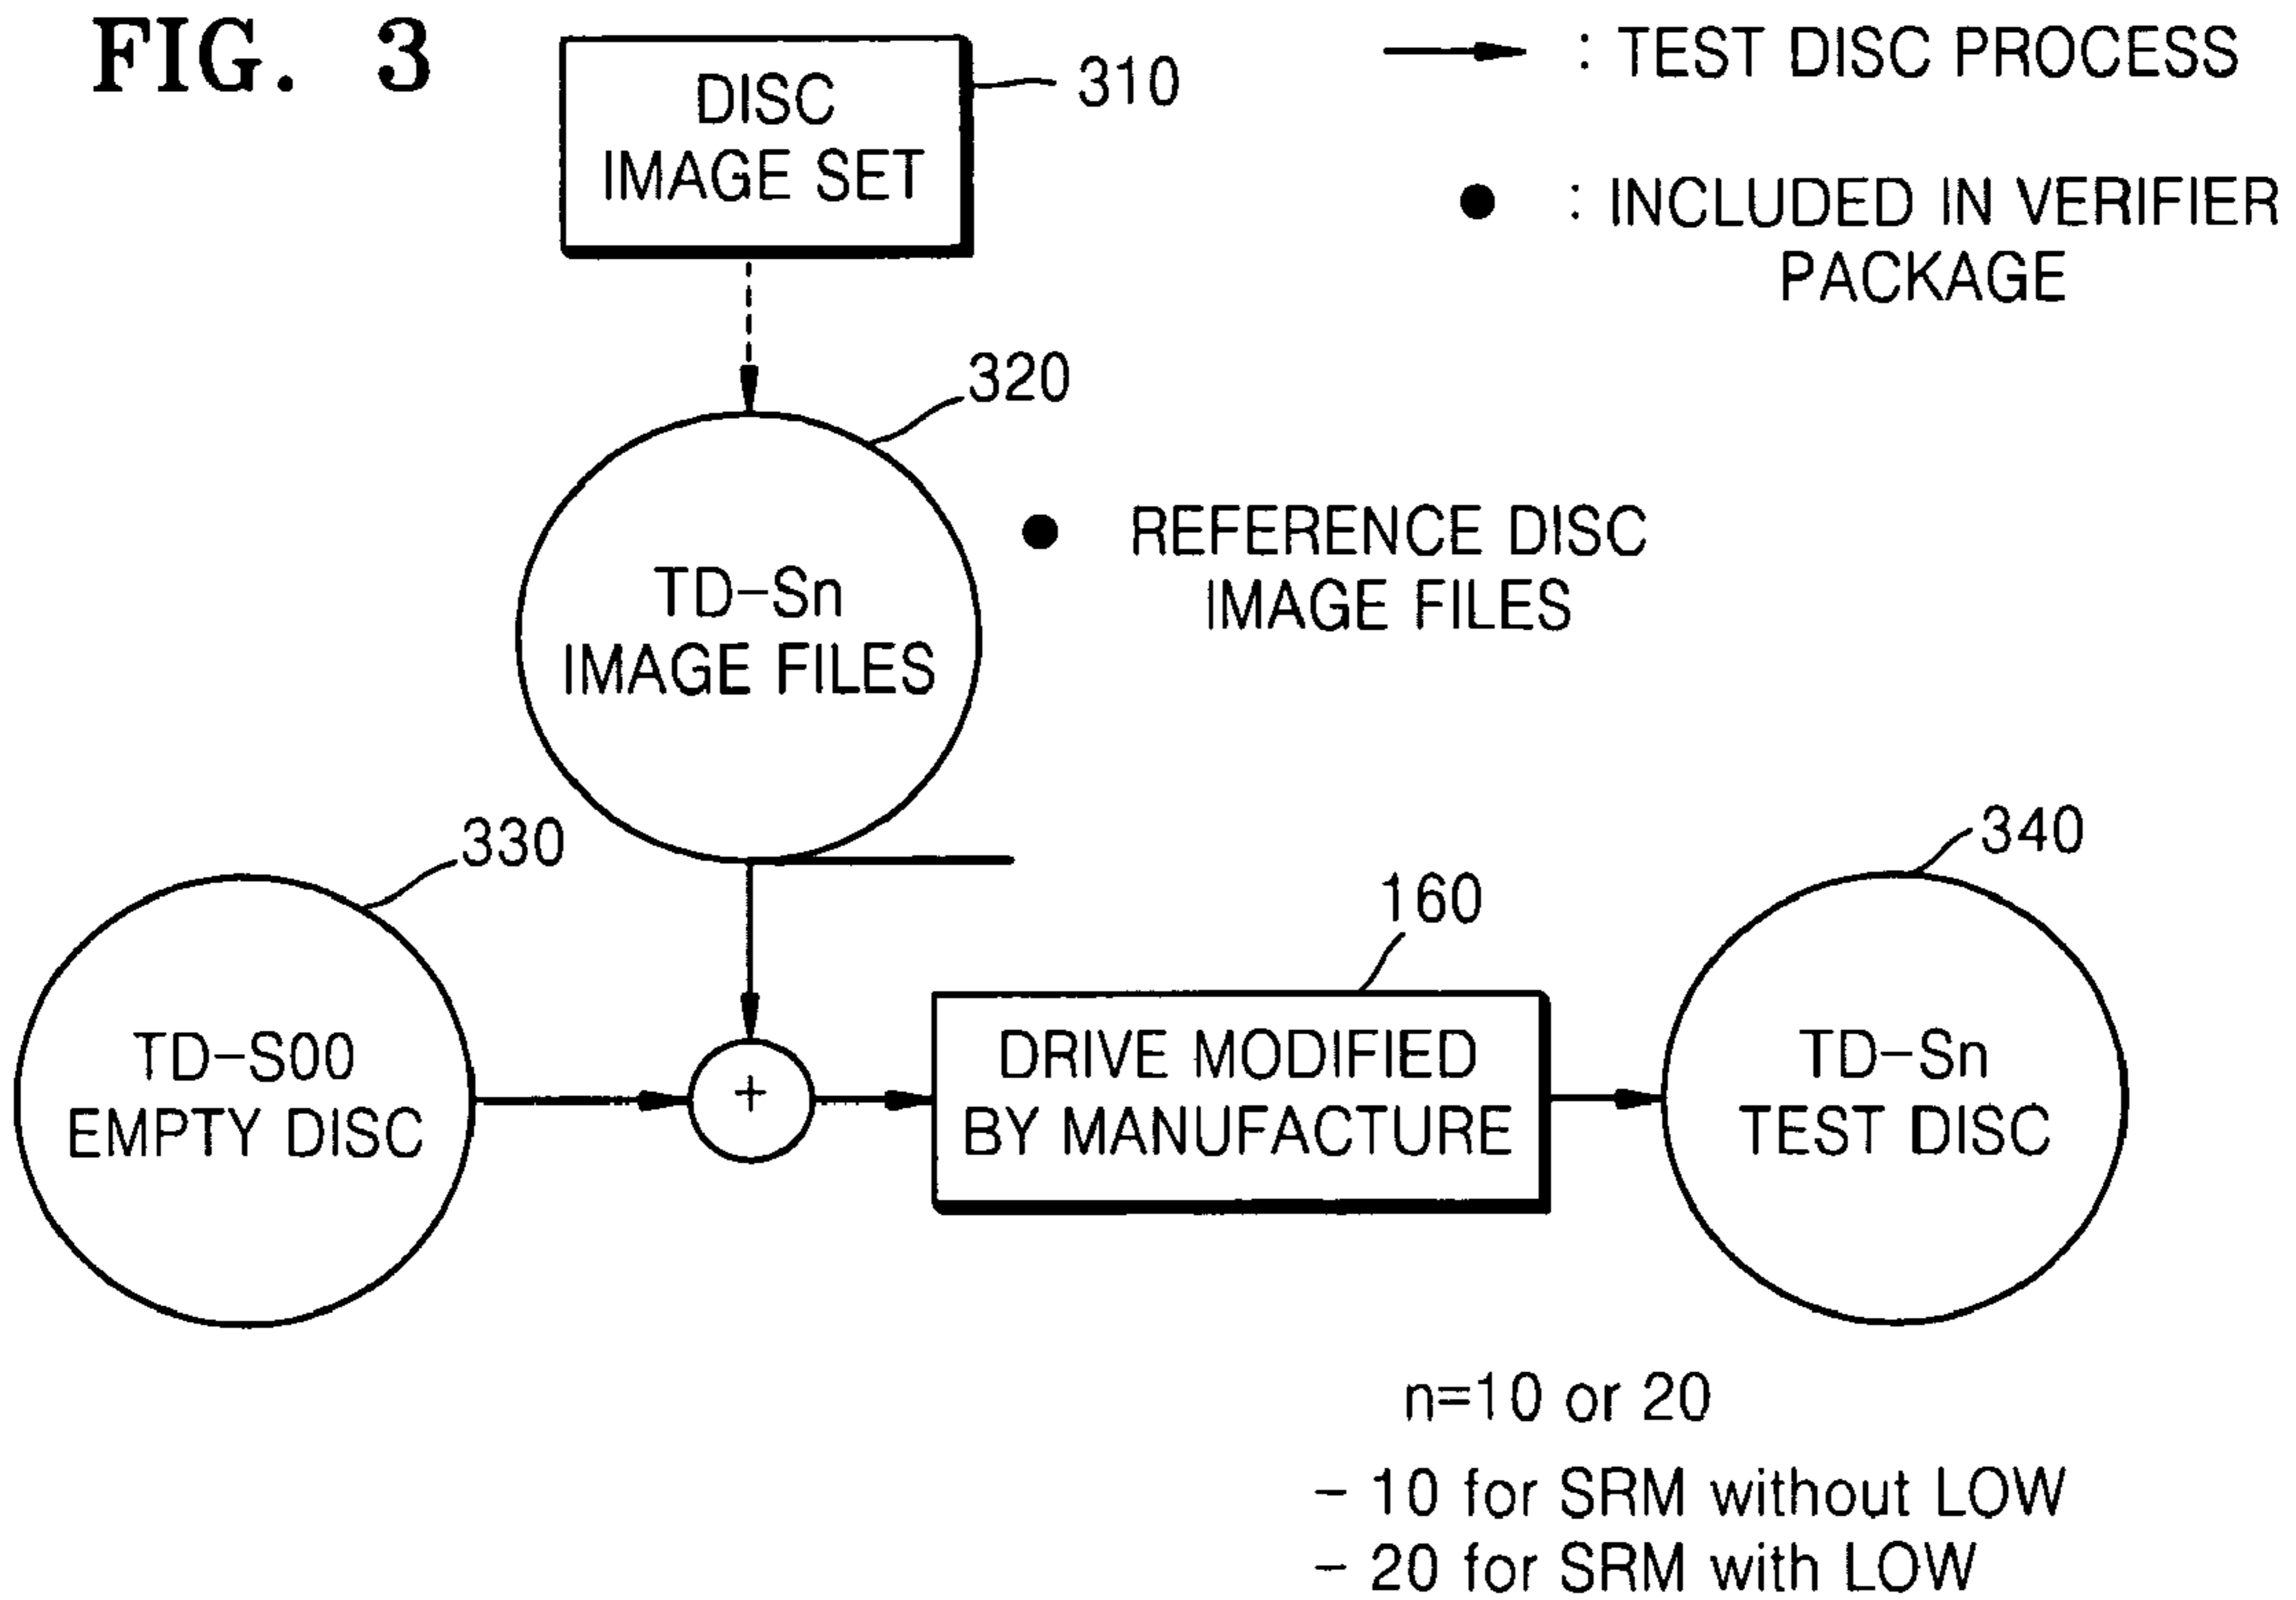 FIG. 3
DISC
IMAGE SET
310
: TEST DISC PROCESS
: INCLUDED IN VERIFIER
PACKAGE
320
TD-Sn
IMAGE FILES
REFERENCE DISC
IMAGE FILES
330
TD-S00
EMPTY DISC
+
160
DRIVE MODIFIED
BY MANUFACTURE
340
TD-Sn
TEST DISC
n=10 or 20
- 10 for SRM without LOW
- 20 for SRM with LOW